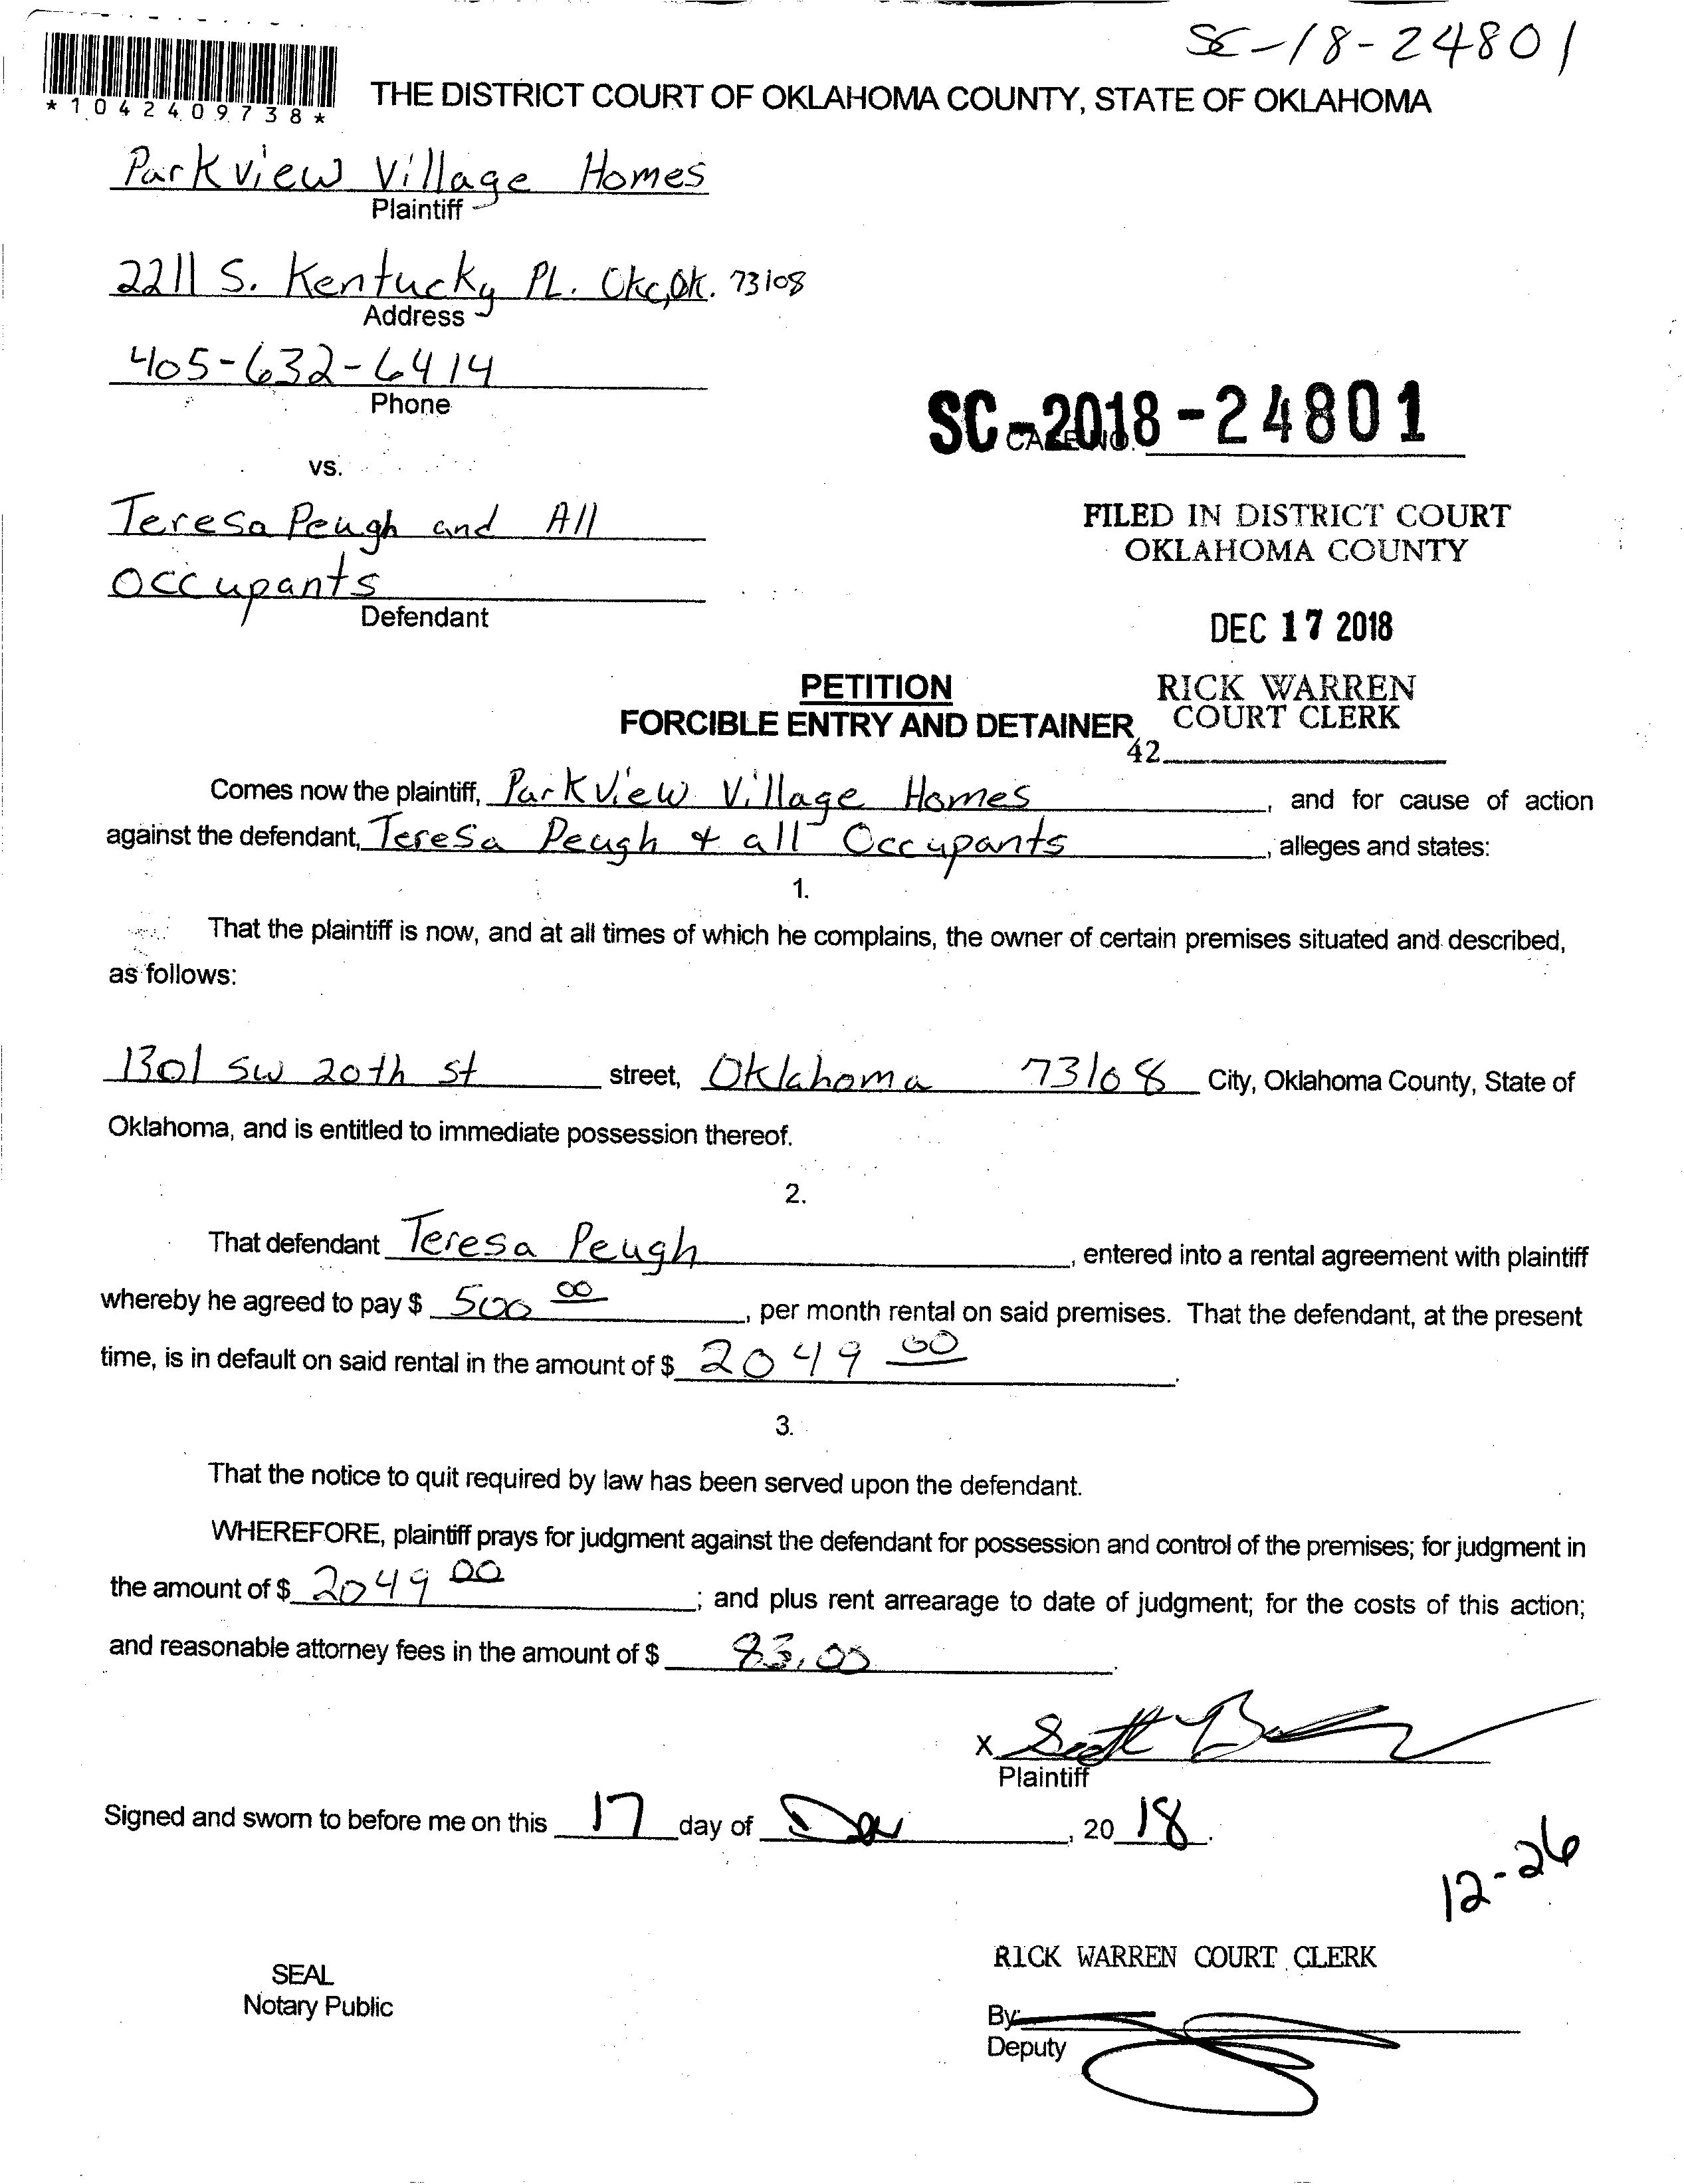 SC-18-24801
*1042409738*
THE DISTRICT COURT OF OKLAHOMA COUNTY, STATE OF OKLAHOMA
Parkview Village Homes
Plaintiff
2211 S. Kentucky PL. Okc, Ok. 73108
Address
405-632-6414
Phone
SC-2018-24801
CASE NO.
vs.
Teresa Peugh and All
Occupants
Defendant
FILED IN DISTRICT COURT
OKLAHOMA COUNTY
DEC 17 2018
PETITION
RICK WARREN
FORCIBLE ENTRY AND DETAINER
COURT CLERK
42
Comes now the plaintiff, Parkview Village Homes, and for cause of action
against the defendant, Teresa Peugh & all Occupants, alleges and states:
1.
That the plaintiff is now, and at all times of which he complains, the owner of certain premises situated and described,
as follows:
1301 SW 20th st street, Oklahoma 73108 City, Oklahoma County, State of
Oklahoma, and is entitled to immediate possession thereof.
2.
That defendant Teresa Peugh, entered into a rental agreement with plaintiff
whereby he agreed to pay $ 500 00, per month rental on said premises. That the defendant, at the present
time, is in default on said rental in the amount of $ 2049 00.
3.
That the notice to quit required by law has been served upon the defendant.
WHEREFORE, plaintiff prays for judgment against the defendant for possession and control of the premises; for judgment in
the amount of $ 2049 00; and plus rent arrearage to date of judgment; for the costs of this action;
and reasonable attorney fees in the amount of $ 83.00.
X Scott
Plaintiff
Signed and sworn to before me on this 17 day of Dec, 20 18.
12-26
RICK WARREN COURT CLERK
SEAL
Notary Public
By:
Deputy